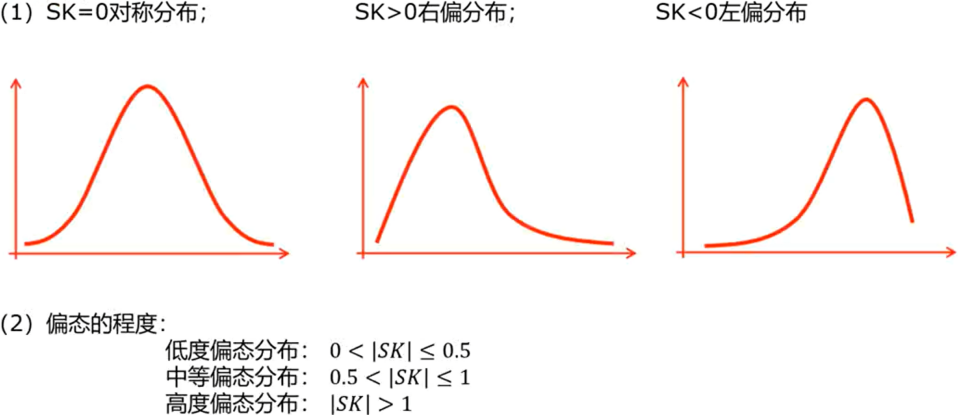 (1) SK=0对称分布； SK>0右偏分布； SK<0左偏分布
(2) 偏态的程度：
低度偏态分布： 0 < |SK| ≤ 0.5
中等偏态分布： 0.5 < |SK| ≤ 1
高度偏态分布： |SK| > 1